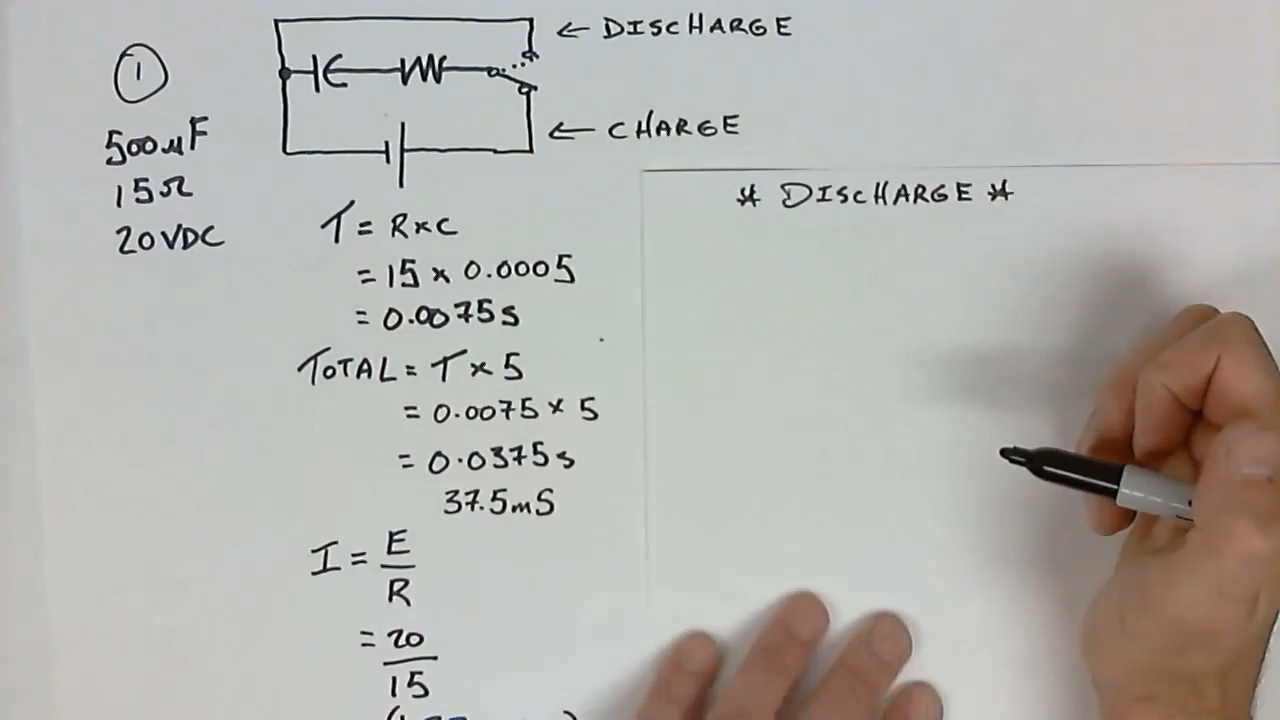 ①
500µF
15Ω
20VDC
← DISCHARGE
← CHARGE
T = R×C
= 15 × 0.0005
= 0.0075s
TOTAL = T × 5
= 0.0075 × 5
= 0.0375s
37.5mS
I = E/R
= 20/15
* DISCHARGE *